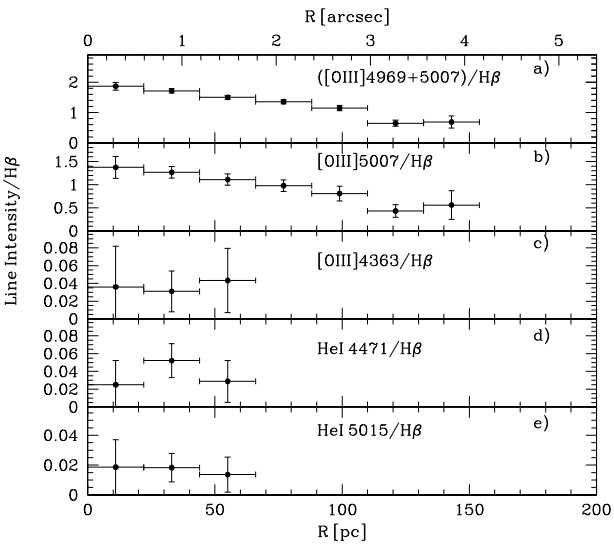 R [arcsec]
0 1 2 3 4 5
([OIII]4969+5007)/Hβ a)
2
1
0
[OIII]5007/Hβ b)
1.5
1
0.5
0
[OIII]4363/Hβ c)
0.08
0.06
0.04
0.02
0
HeI 4471/Hβ d)
0.08
0.06
0.04
0.02
0
HeI 5015/Hβ e)
0.04
0.02
0
Line Intensity/Hβ
0 50 100 150 200
R [pc]